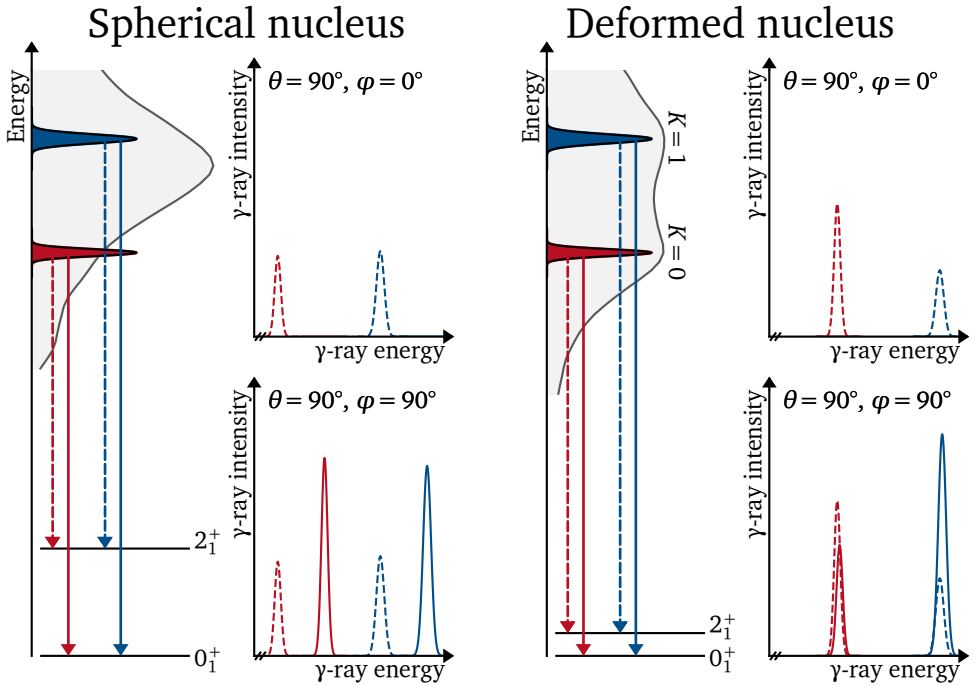 Spherical nucleus
Energy
2₁⁺
0₁⁺
γ-ray intensity
θ = 90°, φ = 0°
γ-ray energy
γ-ray intensity
θ = 90°, φ = 90°
γ-ray energy
Deformed nucleus
Energy
K = 1
K = 0
2₁⁺
0₁⁺
γ-ray intensity
θ = 90°, φ = 0°
γ-ray energy
γ-ray intensity
θ = 90°, φ = 90°
γ-ray energy